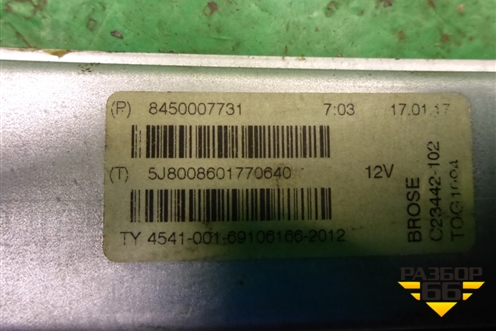 (P) 8450007731 7:03 17.01.17
(T) 5J8008601770640 12V
TY 4541-001-69106166-2012
BROSE
C23442-102
РАЗБОР
66